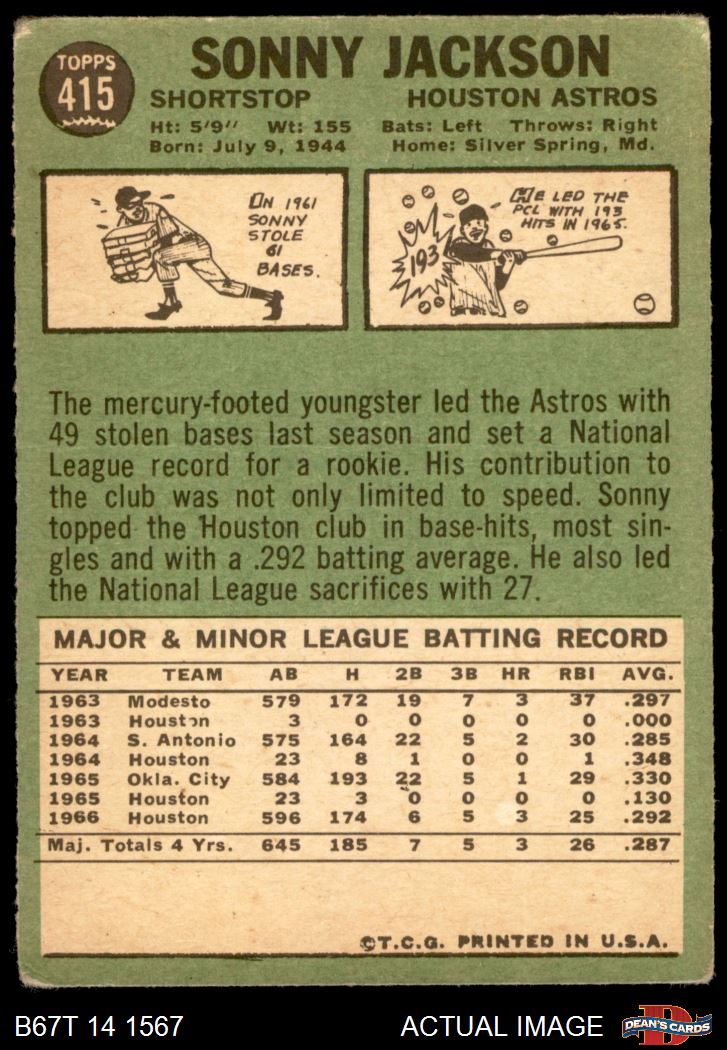 TOPPS
415
SONNY JACKSON
SHORTSTOP HOUSTON ASTROS
Ht: 5'9" Wt: 155 Bats: Left Throws: Right
Born: July 9, 1944 Home: Silver Spring, Md.
IN 1961
SONNY
STOLE
61
BASES.
HE LED THE
PCL WITH 193
HITS IN 1965.
193
The mercury-footed youngster led the Astros with
49 stolen bases last season and set a National
League record for a rookie. His contribution to
the club was not only limited to speed. Sonny
topped the Houston club in base-hits, most sin-
gles and with a .292 batting average. He also led
the National League sacrifices with 27.
MAJOR & MINOR LEAGUE BATTING RECORD
YEAR TEAM AB H 2B 3B HR RBI AVG.
1963 Modesto 579 172 19 7 3 37 .297
1963 Houston 3 0 0 0 0 0 .000
1964 S. Antonio 575 164 22 5 2 30 .285
1964 Houston 23 8 1 0 0 1 .348
1965 Okla. City 584 193 22 5 1 29 .330
1965 Houston 23 3 0 0 0 0 .130
1966 Houston 596 174 6 5 3 25 .292
Maj. Totals 4 Yrs. 645 185 7 5 3 26 .287
©T.C.G. PRINTED IN U.S.A.
B67T 14 1567 ACTUAL IMAGE
D
DEAN'S CARDS